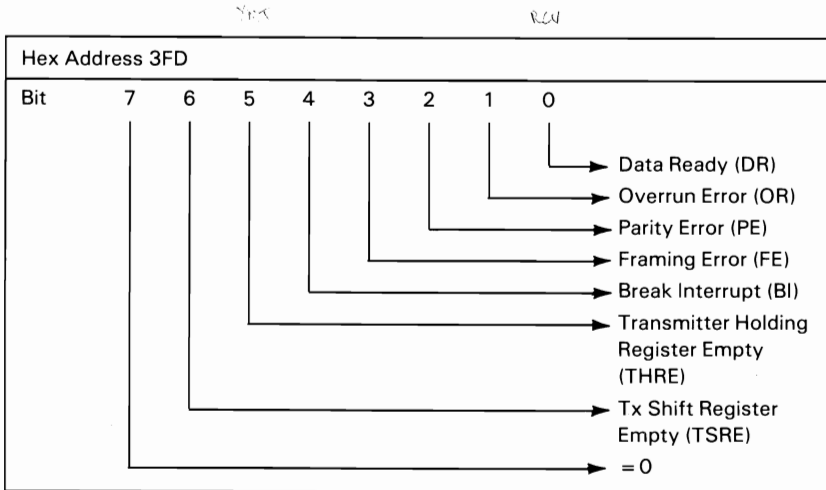 XMT RCV
Hex Address 3FD
Bit 7 6 5 4 3 2 1 0
Data Ready (DR)
Overrun Error (OR)
Parity Error (PE)
Framing Error (FE)
Break Interrupt (BI)
Transmitter Holding
Register Empty
(THRE)
Tx Shift Register
Empty (TSRE)
= 0